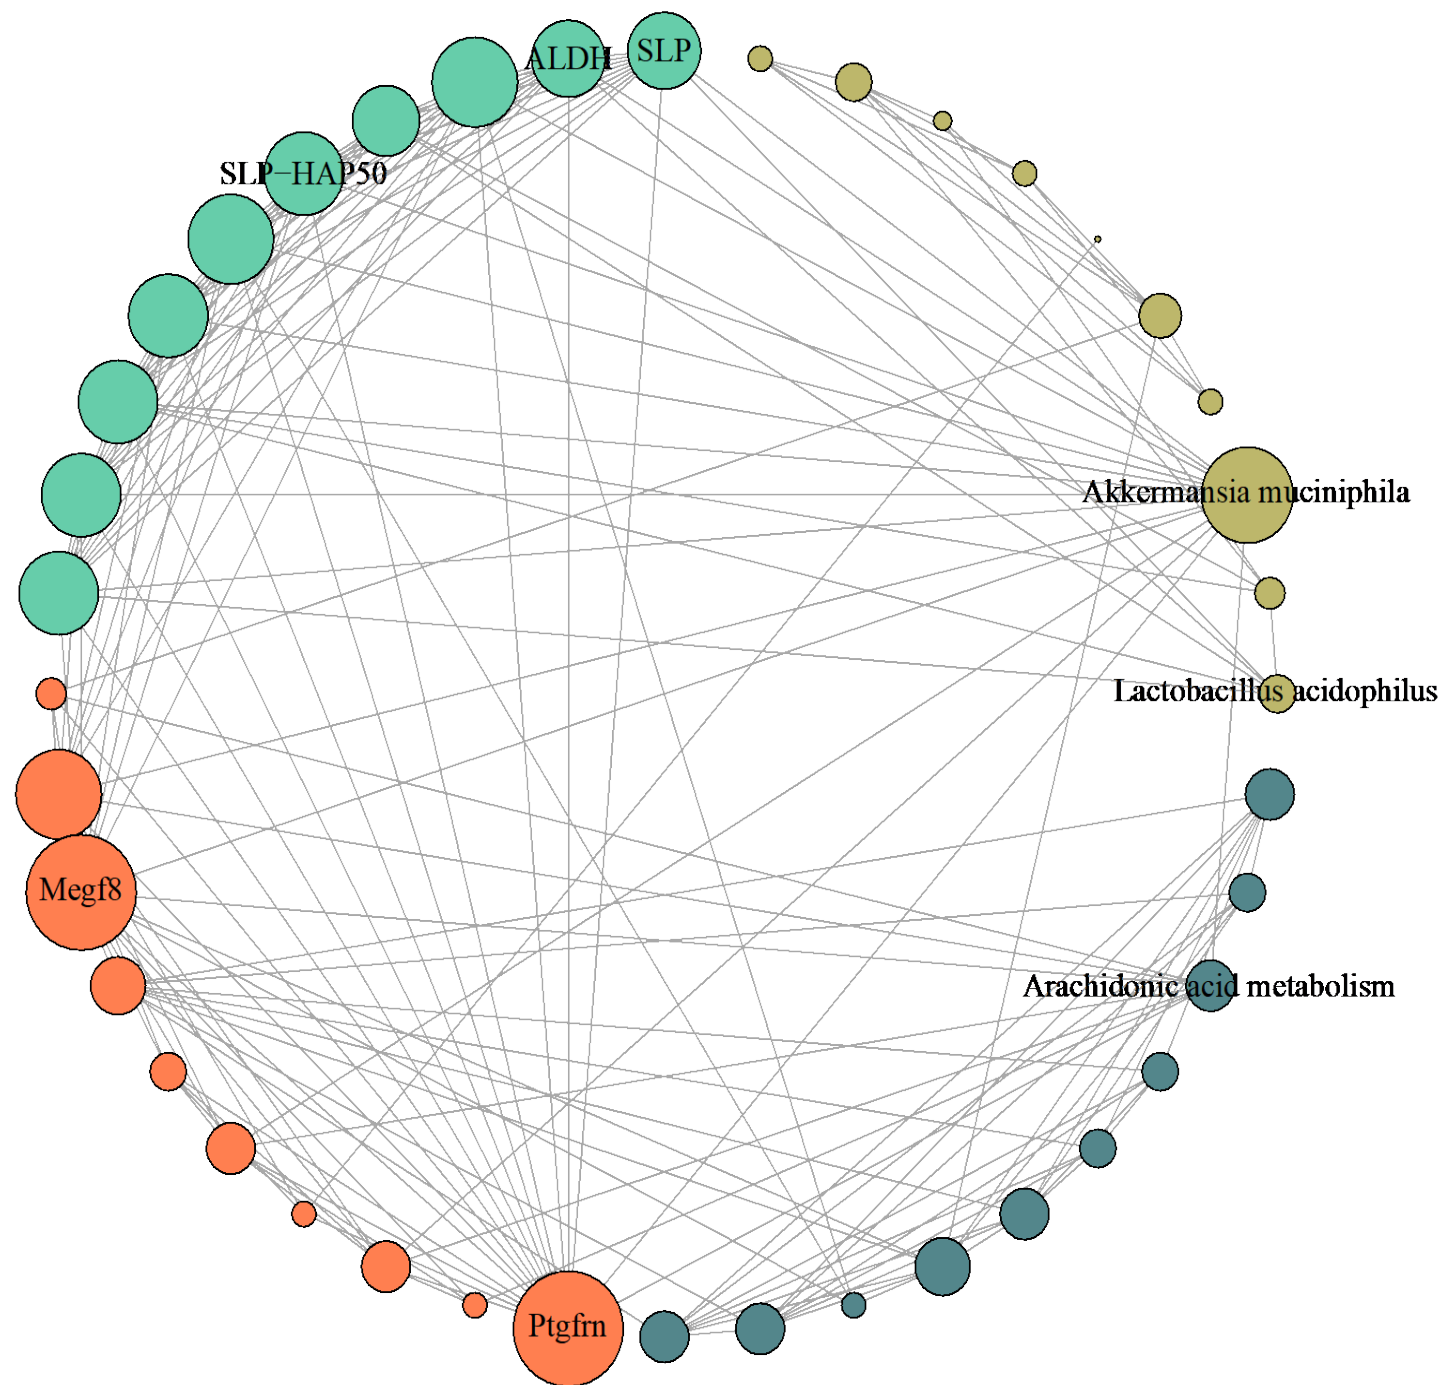 ALDH
SLP
SLP−HAP50
Akkermansia muciniphila
Lactobacillus acidophilus
Megf8
Arachidonic acid metabolism
Ptgfrn